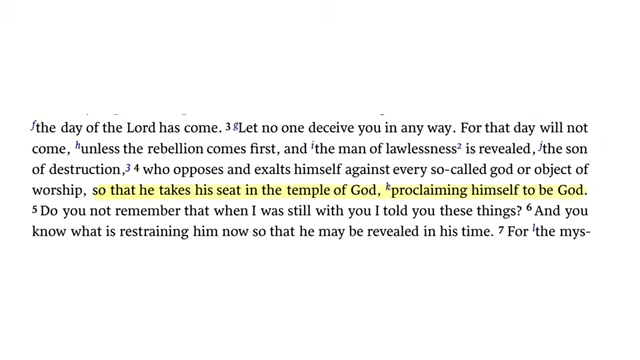 fthe day of the Lord has come. 3 gLet no one deceive you in any way. For that day will not
come, hunless the rebellion comes first, and ithe man of lawlessness2 is revealed, jthe son
of destruction,3 4 who opposes and exalts himself against every so-called god or object of
worship, so that he takes his seat in the temple of God, kproclaiming himself to be God.
5 Do you not remember that when I was still with you I told you these things? 6 And you
know what is restraining him now so that he may be revealed in his time. 7 For lthe mys-